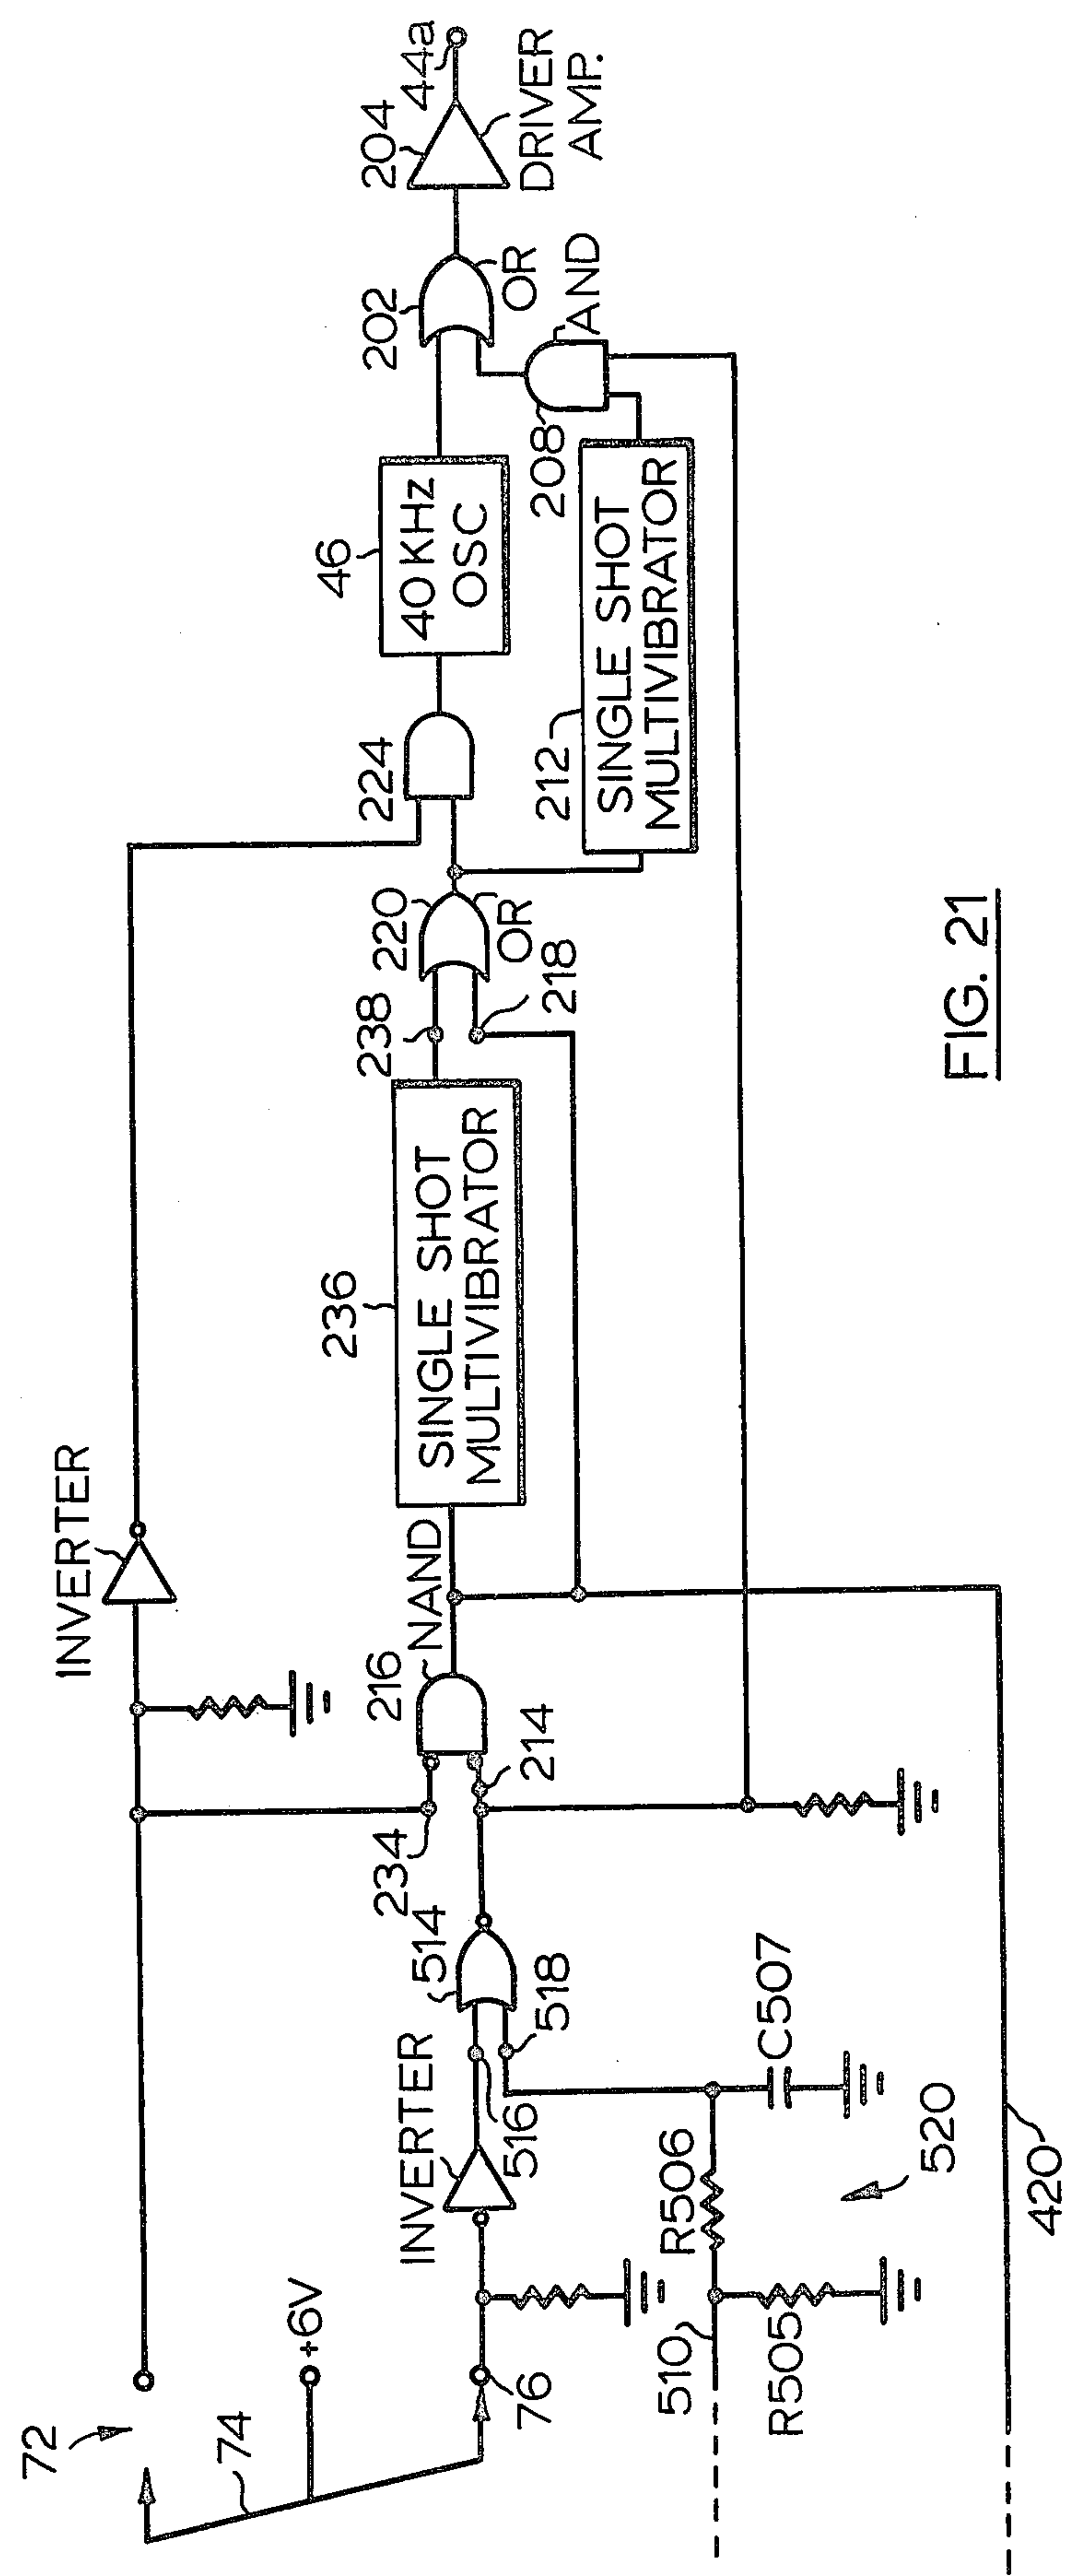 72
74
+6V
76
INVERTER
510
R505
R506
520
C507
420
516
518
514
234
214
216
NAND
INVERTER
236
SINGLE SHOT
MULTIVIBRATOR
238
218
220
OR
224
212
SINGLE SHOT
MULTIVIBRATOR
46
40 KHz
OSC
208
AND
202
OR
204
DRIVER
AMP.
44a
FIG. 21